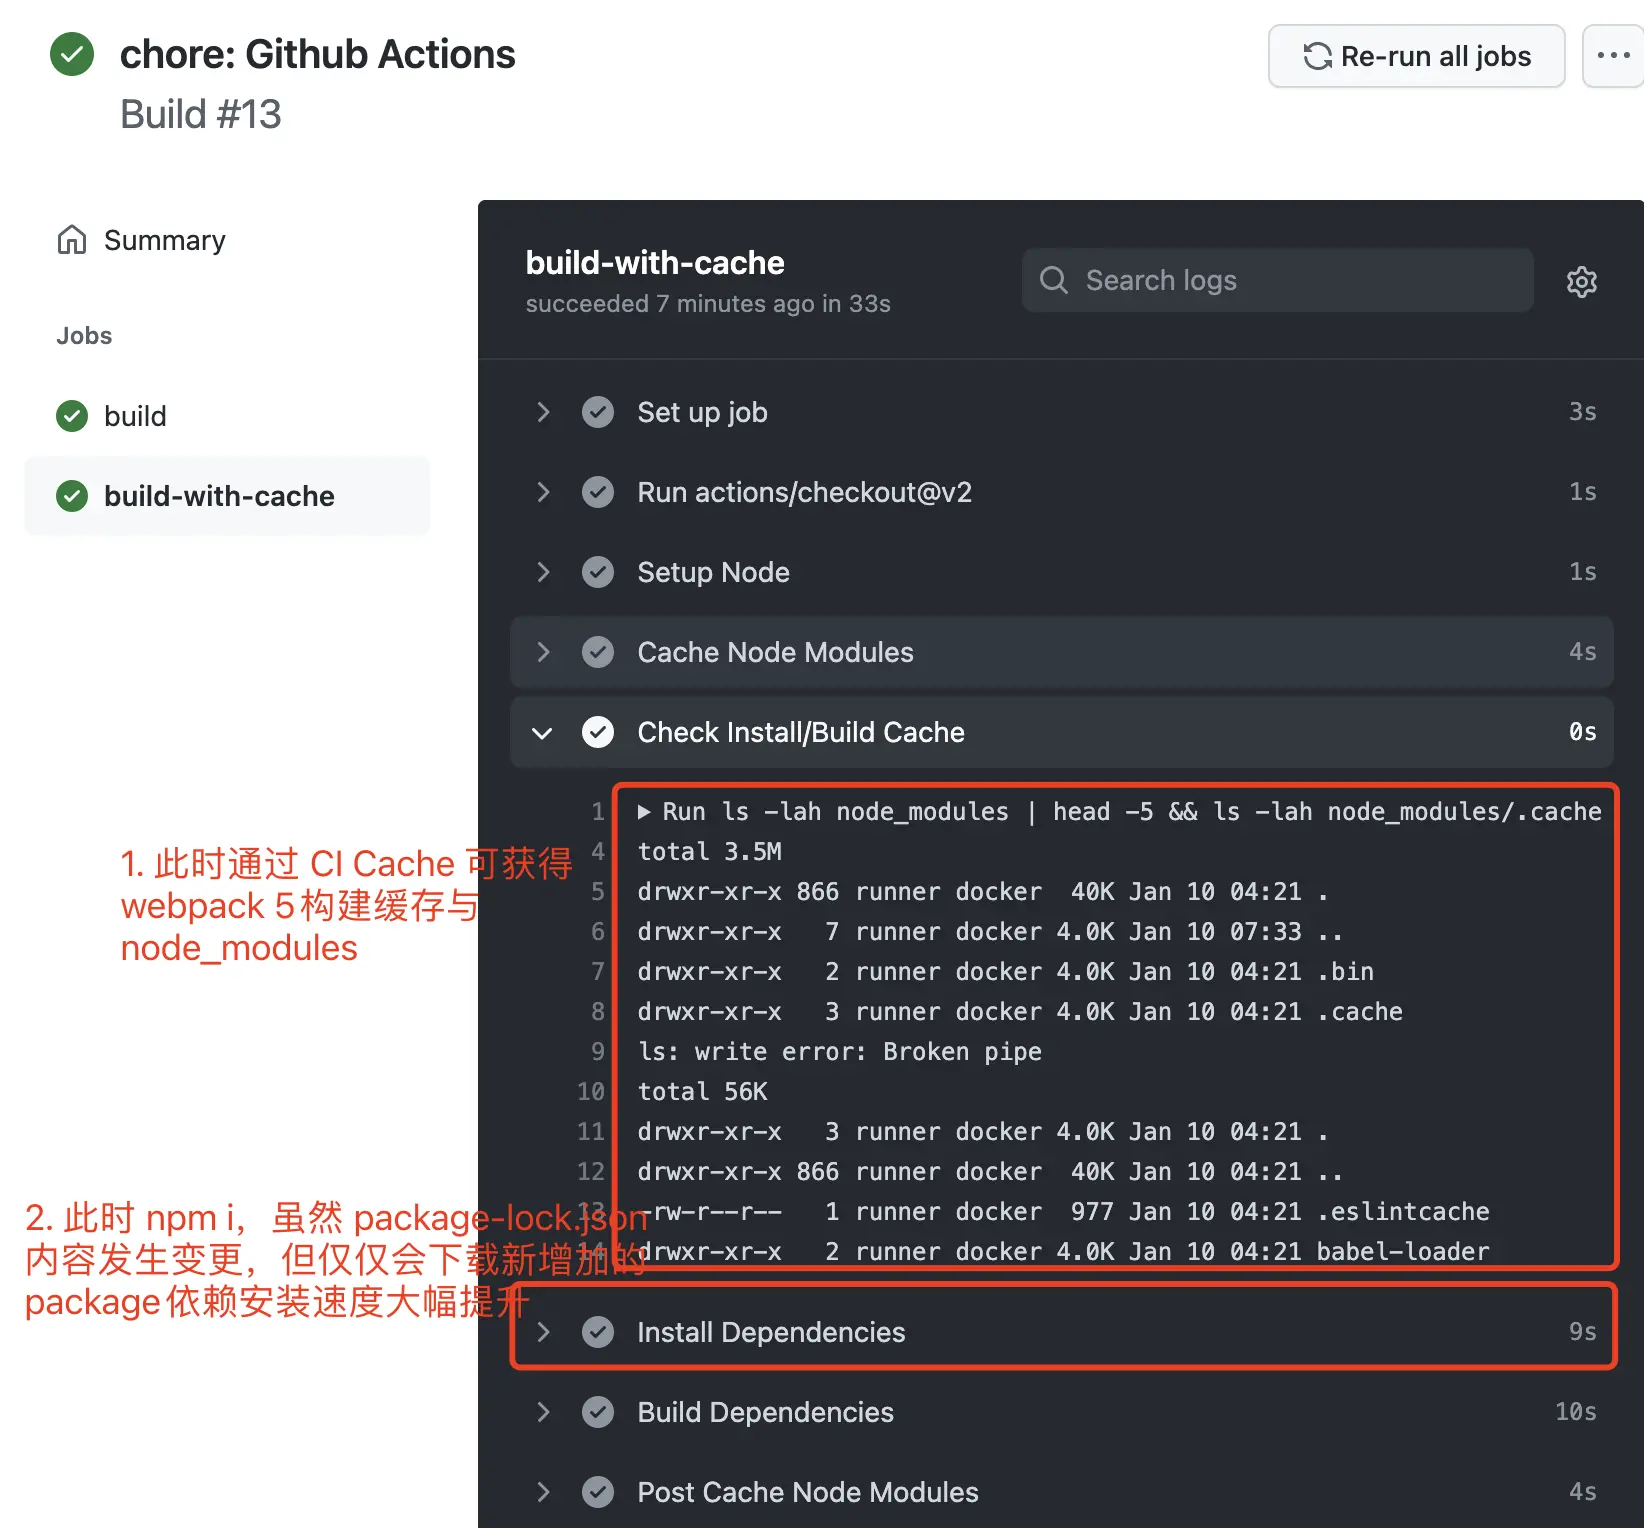 chore: Github Actions
Build #13
Re-run all jobs
Summary
Jobs
build
build-with-cache
build-with-cache
succeeded 7 minutes ago in 33s
Search logs
Set up job 3s
Run actions/checkout@v2 1s
Setup Node 1s
Cache Node Modules 4s
Check Install/Build Cache 0s
1 ▶ Run ls -lah node_modules | head -5 && ls -lah node_modules/.cache
4 total 3.5M
5 drwxr-xr-x 866 runner docker  40K Jan 10 04:21 .
6 drwxr-xr-x   7 runner docker 4.0K Jan 10 07:33 ..
7 drwxr-xr-x   2 runner docker 4.0K Jan 10 04:21 .bin
8 drwxr-xr-x   3 runner docker 4.0K Jan 10 04:21 .cache
9 ls: write error: Broken pipe
10 total 56K
11 drwxr-xr-x   3 runner docker 4.0K Jan 10 04:21 .
12 drwxr-xr-x 866 runner docker  40K Jan 10 04:21 ..
13 -rw-r--r--   1 runner docker  977 Jan 10 04:21 .eslintcache
14 drwxr-xr-x   2 runner docker 4.0K Jan 10 04:21 babel-loader
1. 此时通过 CI Cache 可获得
webpack 5构建缓存与
node_modules
2. 此时 npm i，虽然 package-lock.json
内容发生变更，但仅仅会下载新增加的
package依赖安装速度大幅提升
Install Dependencies 9s
Build Dependencies 10s
Post Cache Node Modules 4s